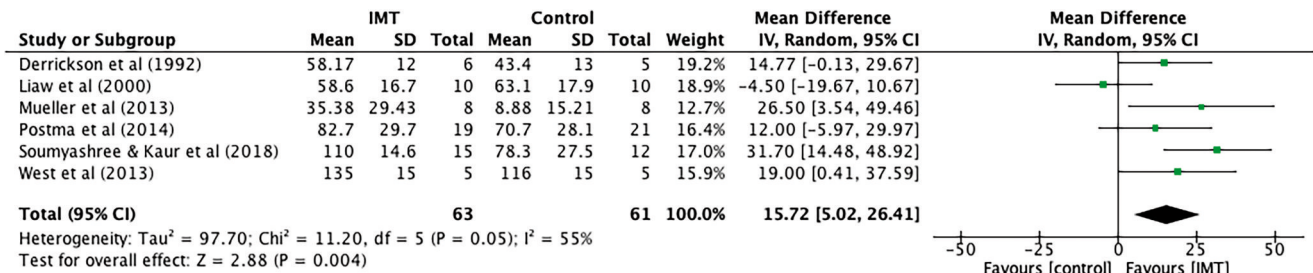 IMT Control Mean Difference Mean Difference
Study or Subgroup Mean SD Total Mean SD Total Weight IV, Random, 95% CI IV, Random, 95% CI
Derrickson et al (1992) 58.17 12 6 43.4 13 5 19.2% 14.77 [-0.13, 29.67]
Liaw et al (2000) 58.6 16.7 10 63.1 17.9 10 18.9% -4.50 [-19.67, 10.67]
Mueller et al (2013) 35.38 29.43 8 8.88 15.21 8 12.7% 26.50 [3.54, 49.46]
Postma et al (2014) 82.7 29.7 19 70.7 28.1 21 16.4% 12.00 [-5.97, 29.97]
Soumyashree & Kaur et al (2018) 110 14.6 15 78.3 27.5 12 17.0% 31.70 [14.48, 48.92]
West et al (2013) 135 15 5 116 15 5 15.9% 19.00 [0.41, 37.59]
Total (95% CI) 63 61 100.0% 15.72 [5.02, 26.41]
Heterogeneity: Tau² = 97.70; Chi² = 11.20, df = 5 (P = 0.05); I² = 55%
Test for overall effect: Z = 2.88 (P = 0.004)
-50 -25 0 25 50
Favours [control] Favours [IMT]